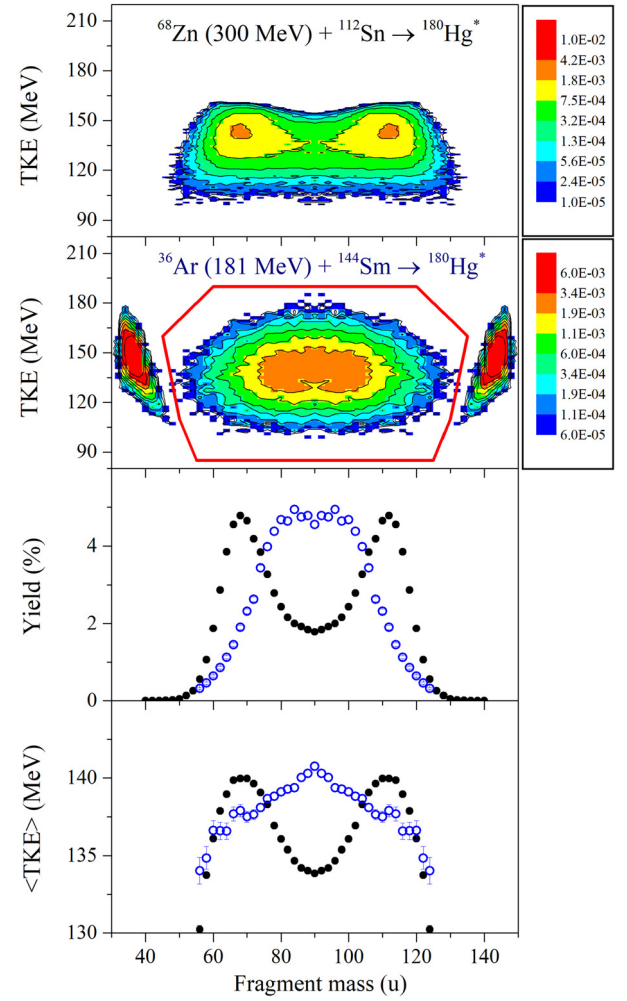 ⁶⁸Zn (300 MeV) + ¹¹²Sn → ¹⁸⁰Hg*
210
180
150
120
90
TKE (MeV)
1.0E-02
4.2E-03
1.8E-03
7.5E-04
3.2E-04
1.3E-04
5.6E-05
2.4E-05
1.0E-05
³⁶Ar (181 MeV) + ¹⁴⁴Sm → ¹⁸⁰Hg*
210
180
150
120
90
TKE (MeV)
6.0E-03
3.4E-03
1.9E-03
1.1E-03
6.0E-04
3.4E-04
1.9E-04
1.1E-04
6.0E-05
4
2
0
Yield (%)
140
135
130
<TKE> (MeV)
40 60 80 100 120 140
Fragment mass (u)